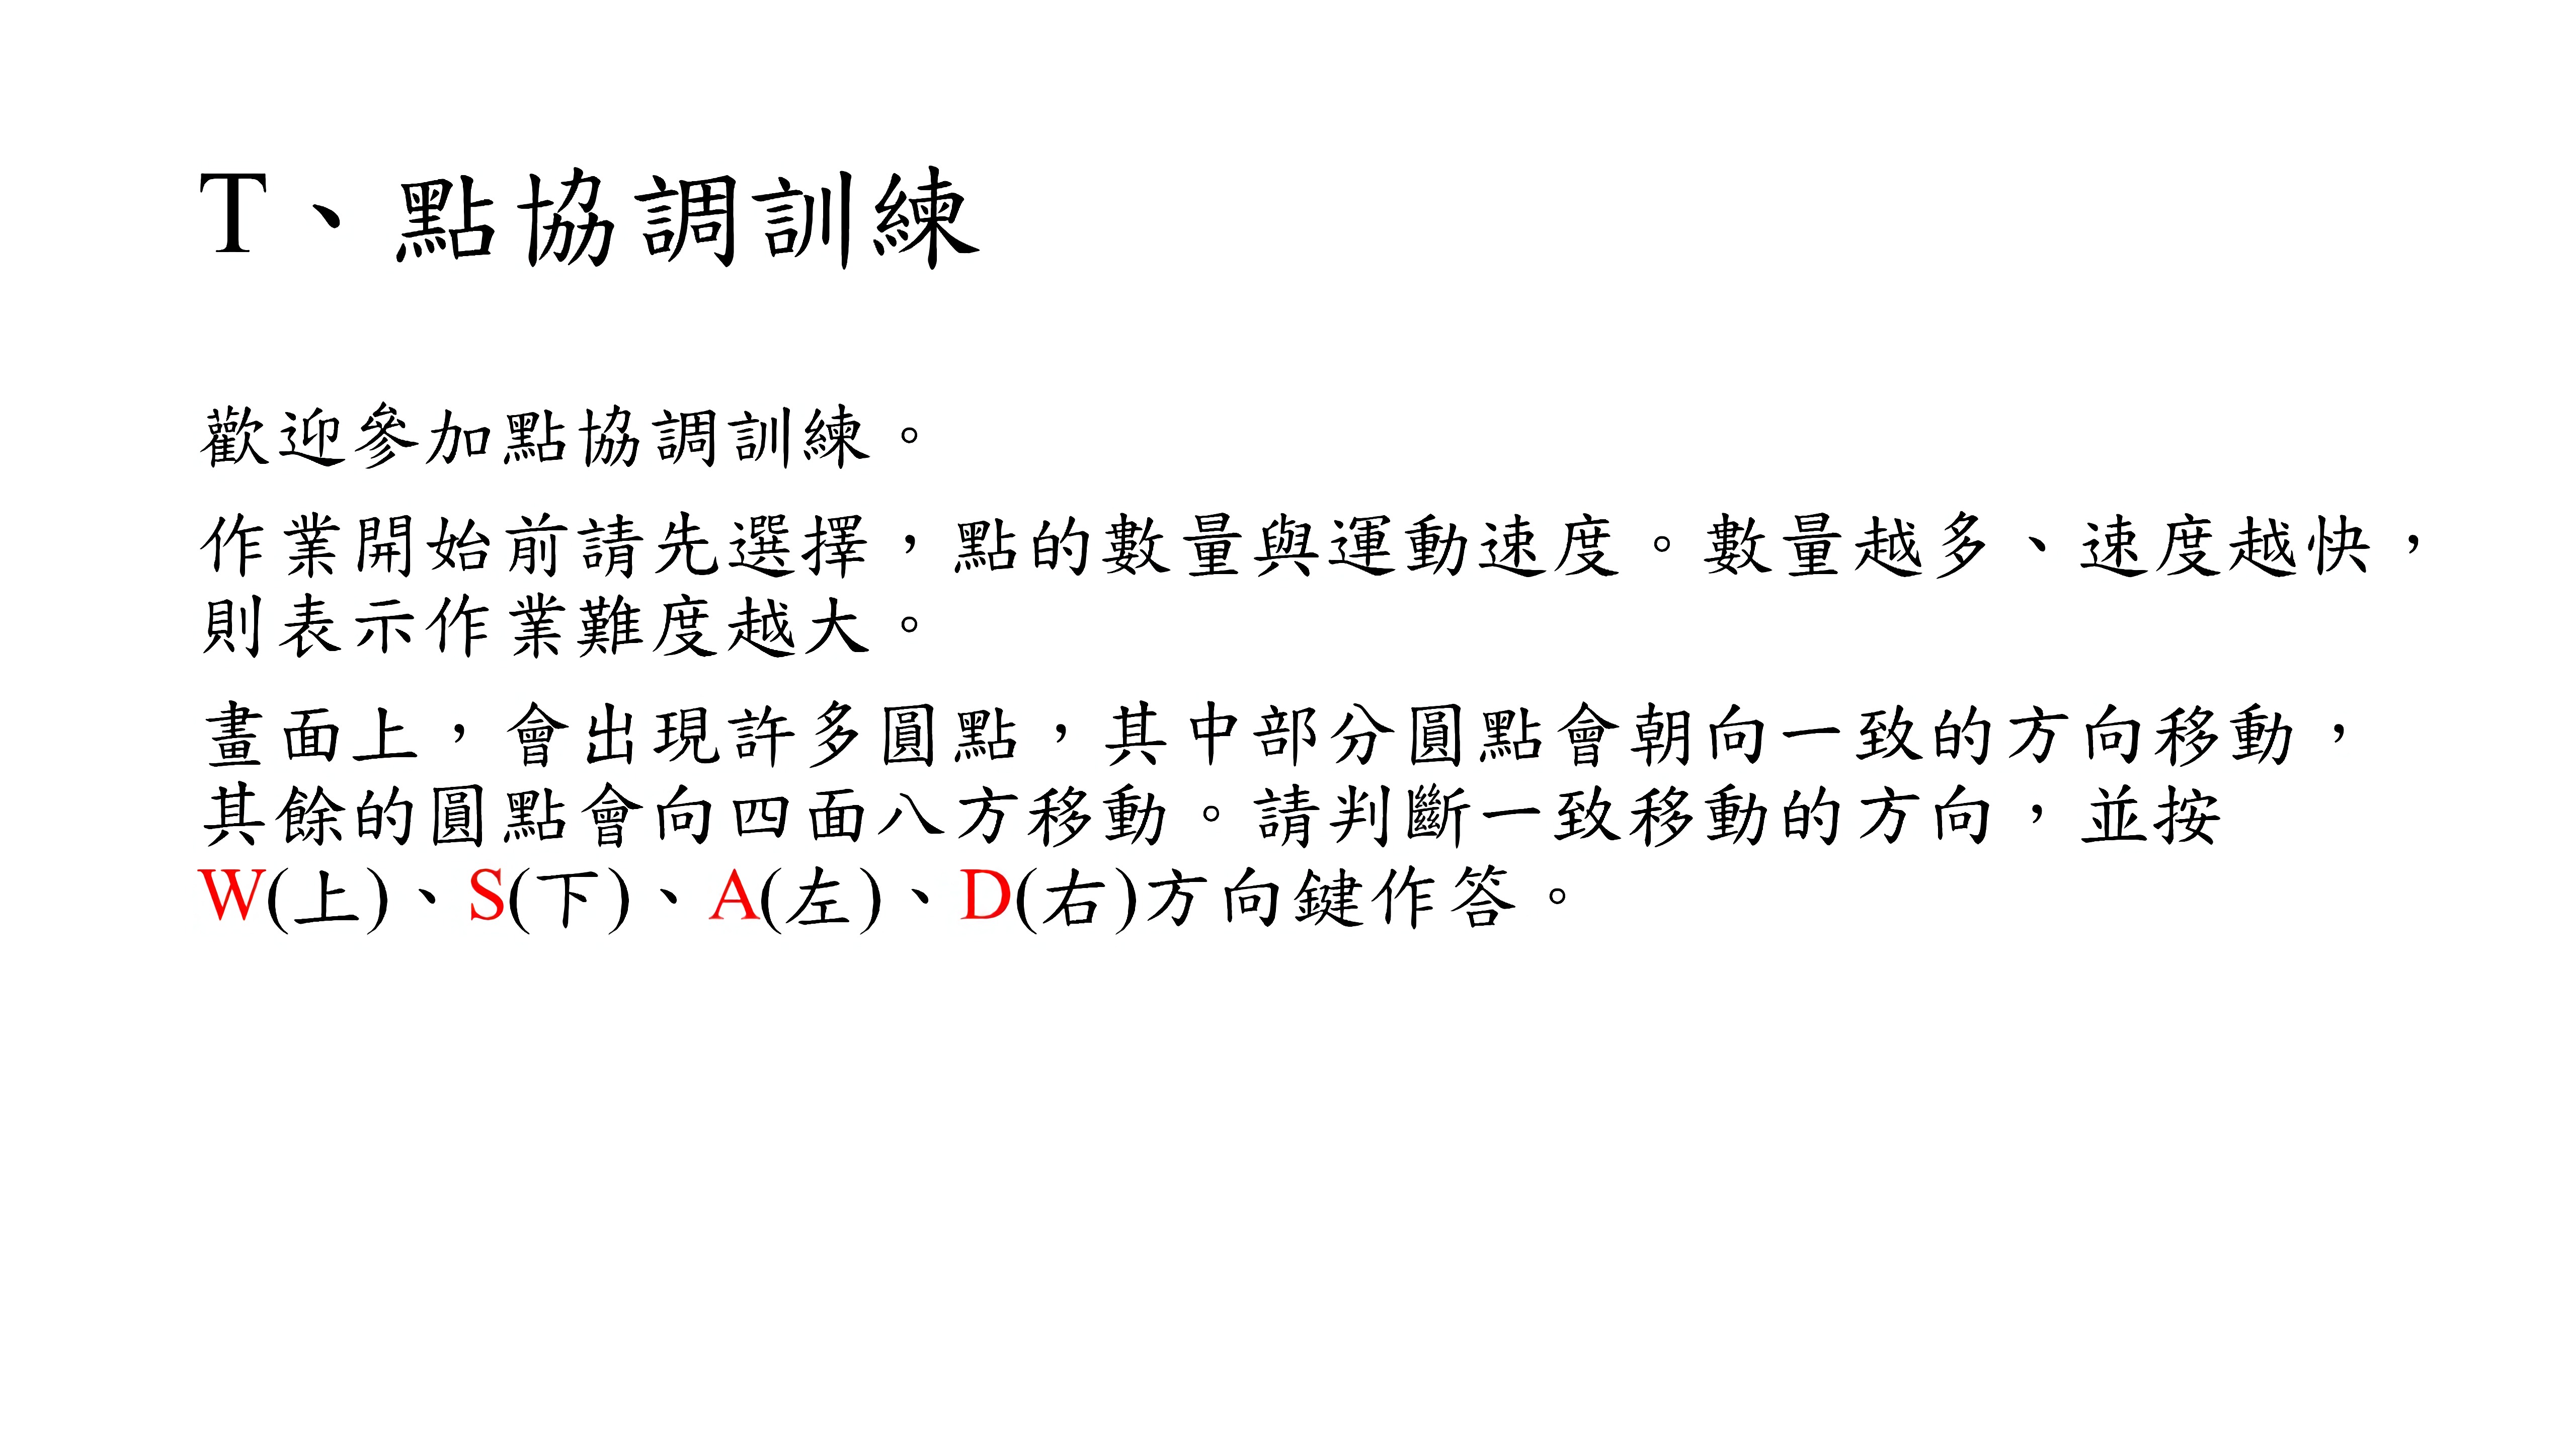 T、點協調訓練
歡迎參加點協調訓練。
作業開始前請先選擇，點的數量與運動速度。數量越多、速度越快，
則表示作業難度越大。
畫面上，會出現許多圓點，其中部分圓點會朝向一致的方向移動，
其餘的圓點會向四面八方移動。請判斷一致移動的方向，並按
W(上)、S(下)、A(左)、D(右)方向鍵作答。